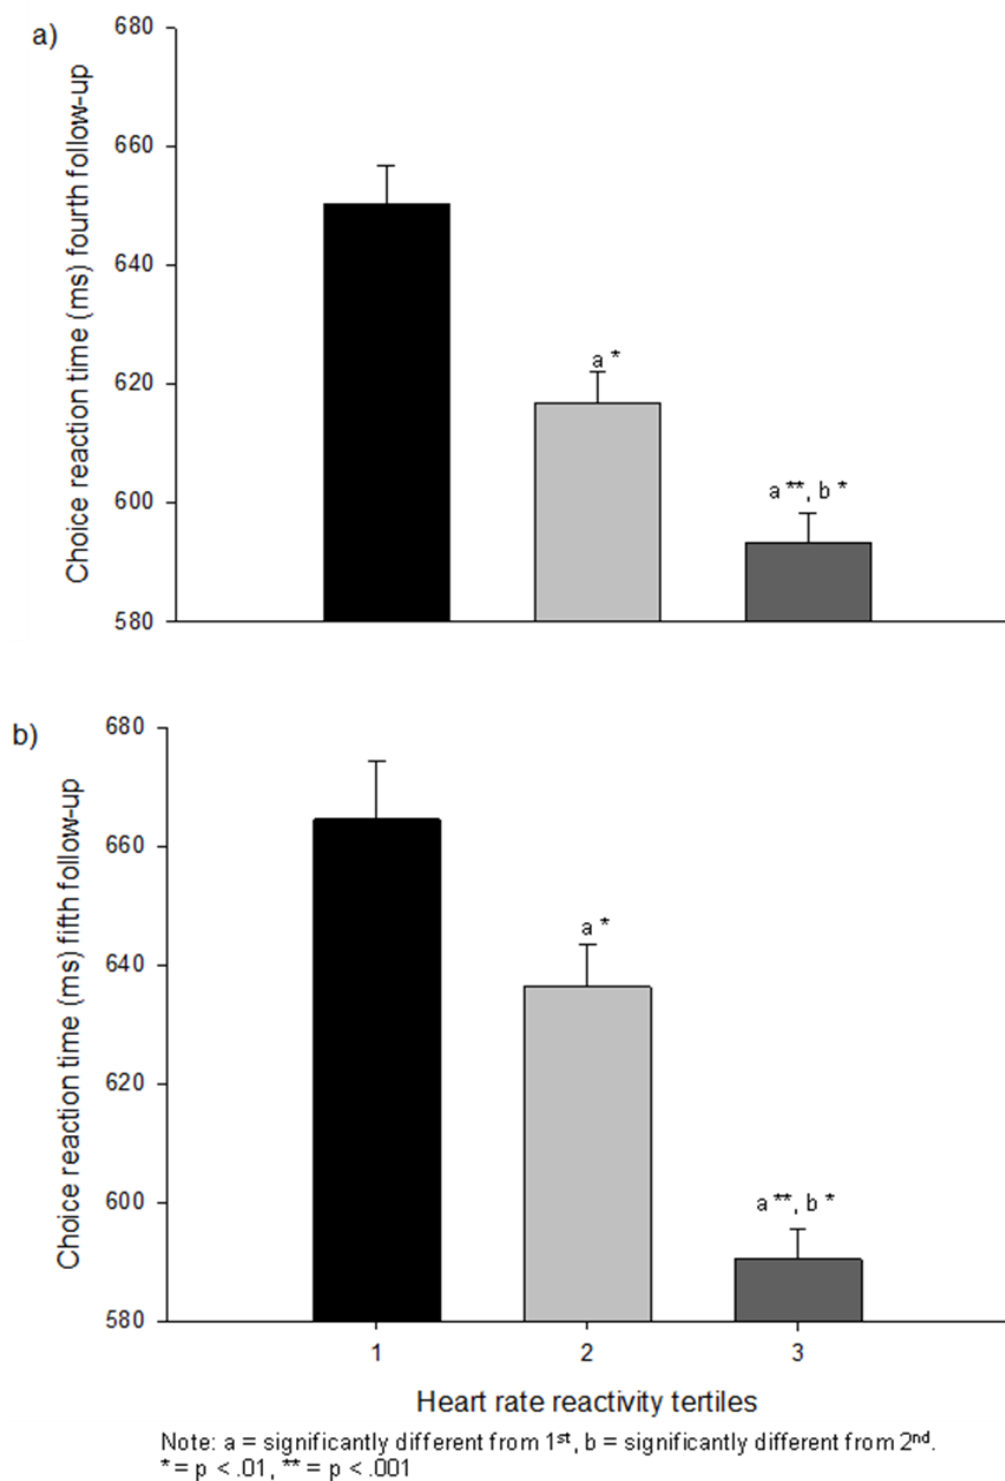 a)
Choice reaction time (ms) fourth follow-up
680
660
640
620
600
580
a *
a **, b *
b)
Choice reaction time (ms) fifth follow-up
680
660
640
620
600
580
a *
a **, b *
1 2 3
Heart rate reactivity tertiles
Note: a = significantly different from 1st, b = significantly different from 2nd.
* = p < .01, ** = p < .001